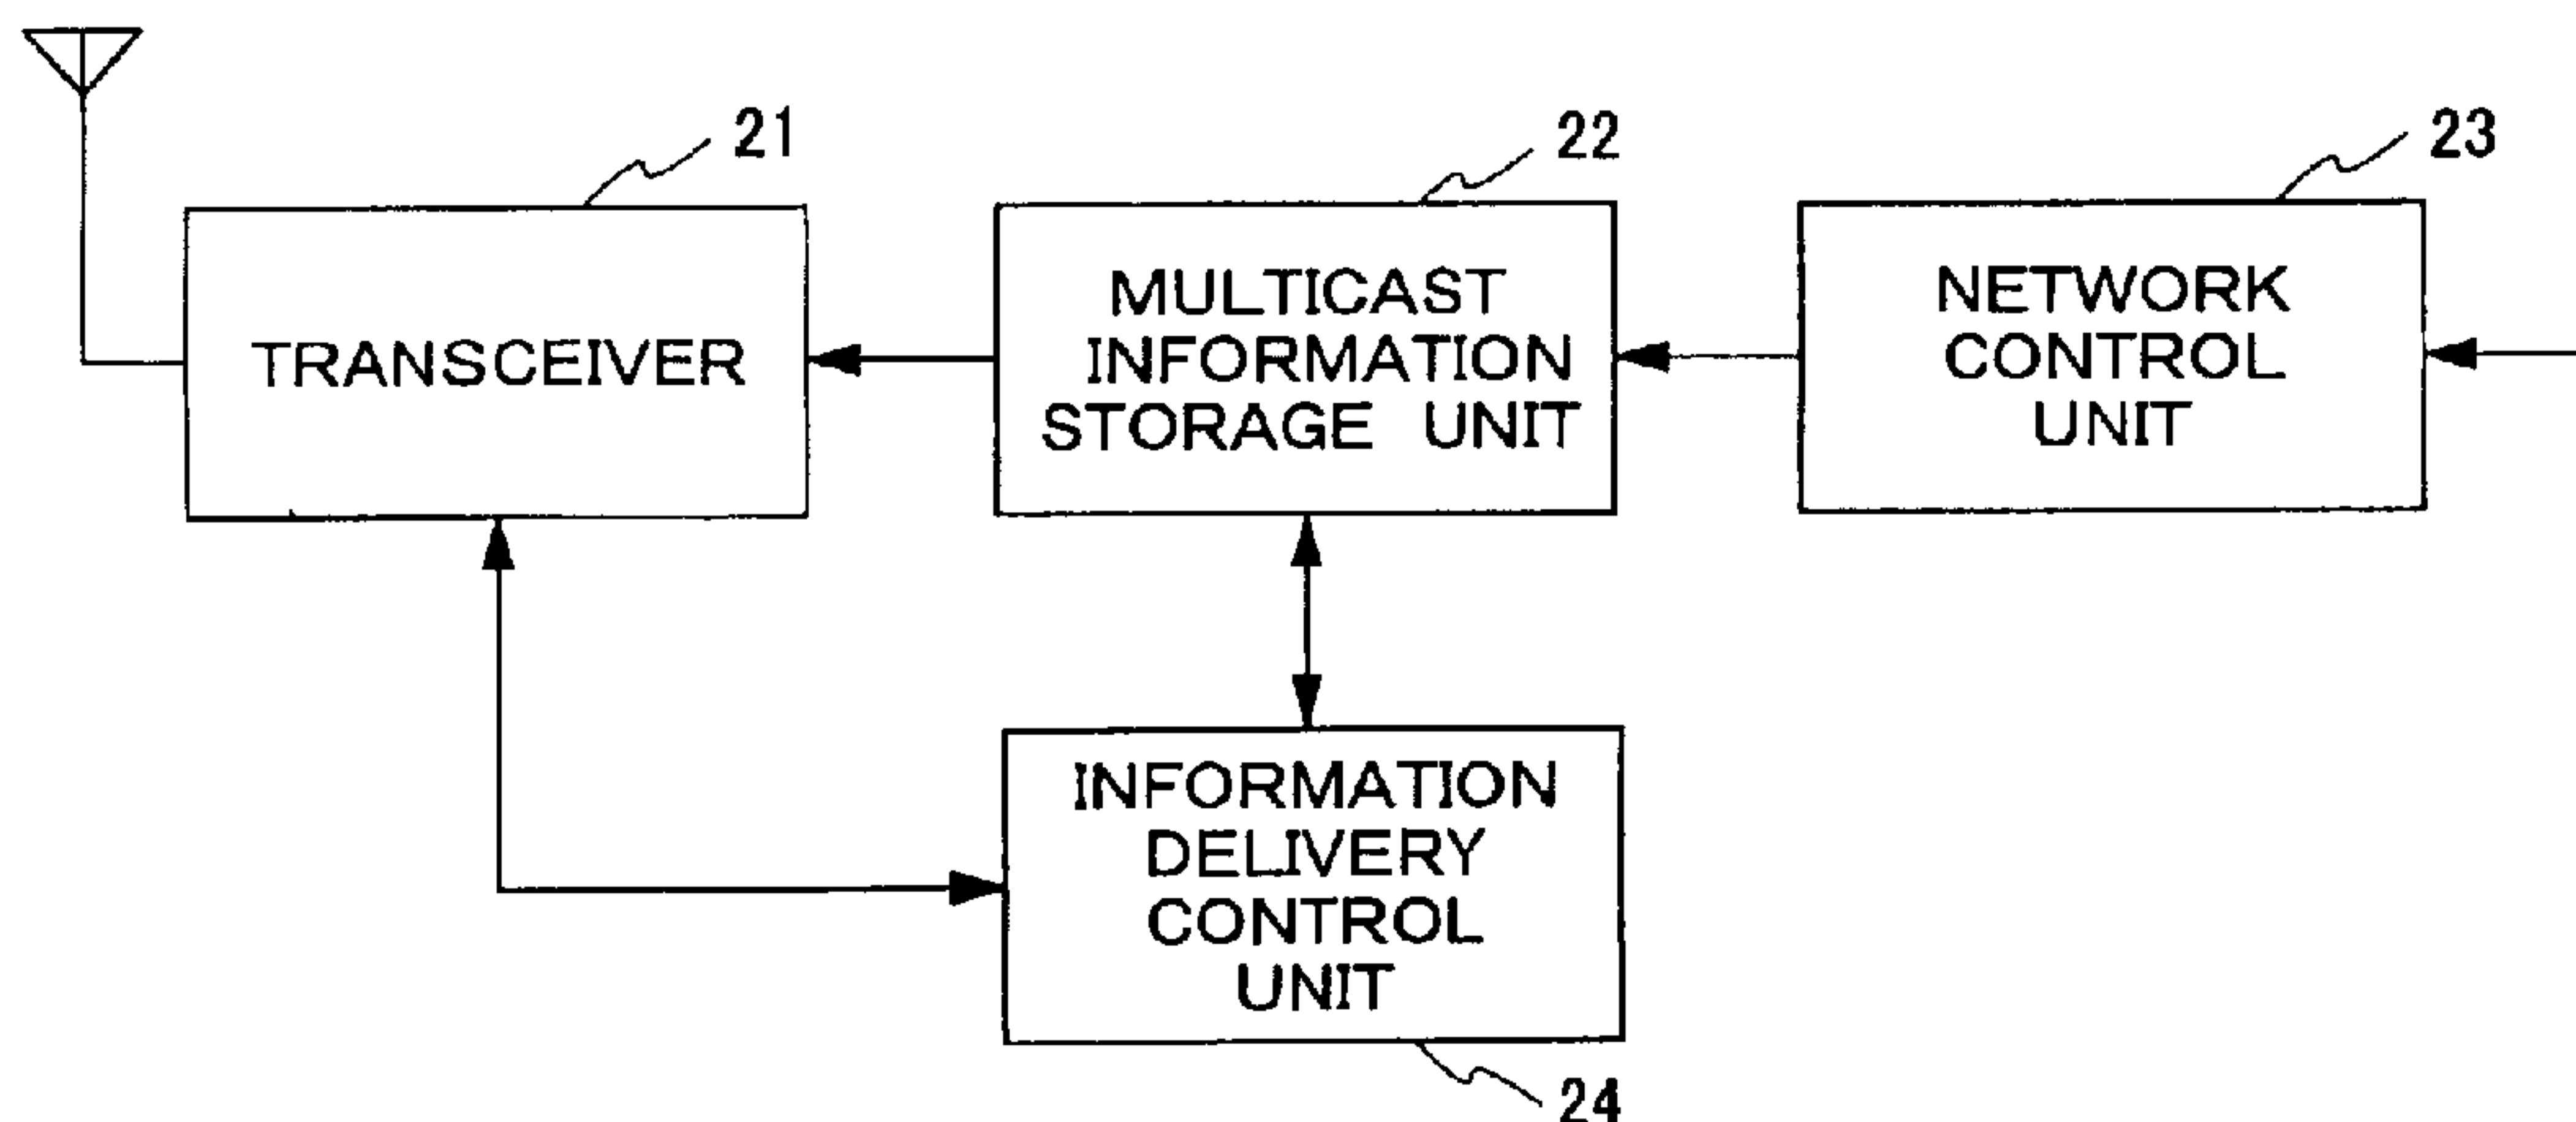 21
22
23
TRANSCEIVER
MULTICAST
INFORMATION
STORAGE UNIT
NETWORK
CONTROL
UNIT
INFORMATION
DELIVERY
CONTROL
UNIT
24